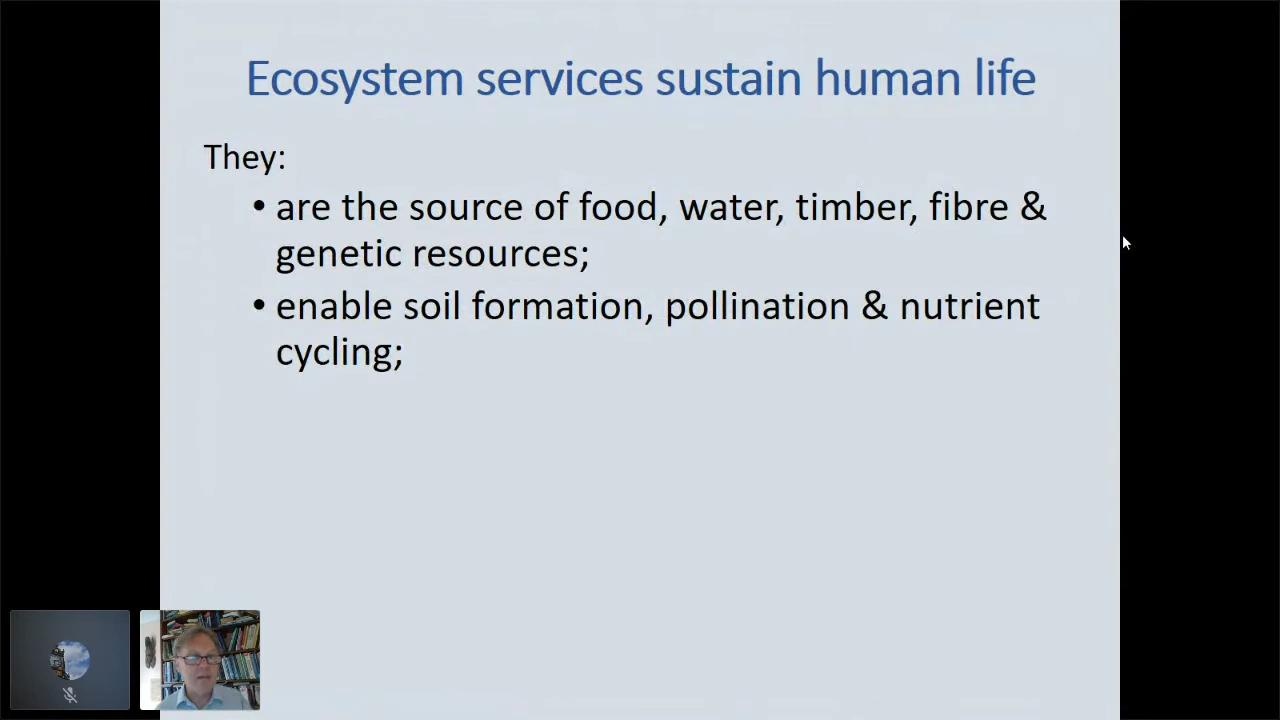 Ecosystem services sustain human life
They:
• are the source of food, water, timber, fibre &
genetic resources;
• enable soil formation, pollination & nutrient
cycling;